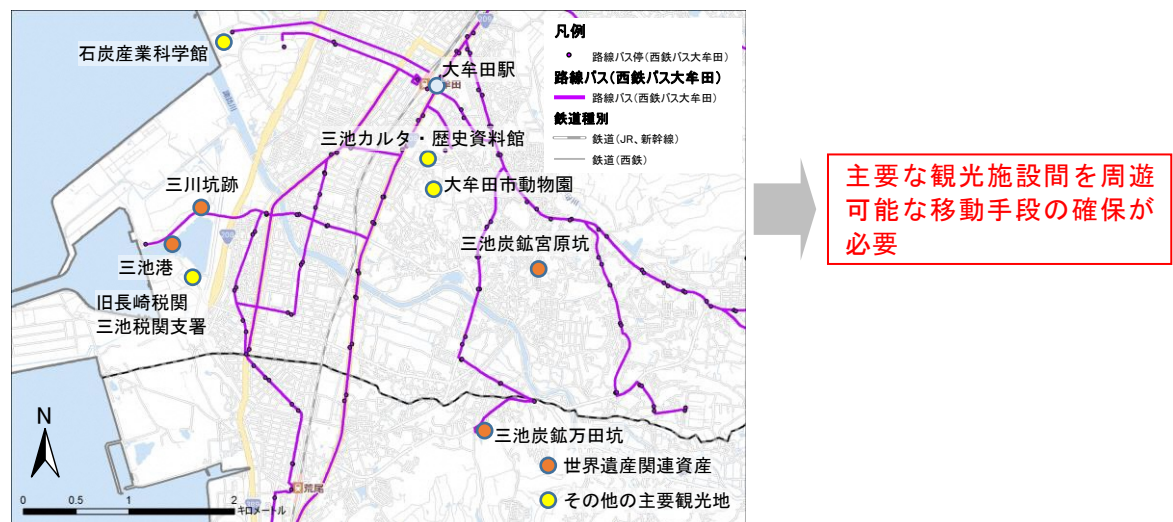 凡例
路線バス停(西鉄バス大牟田)
路線バス(西鉄バス大牟田)
路線バス(西鉄バス大牟田)
鉄道種別
鉄道(JR、新幹線)
鉄道(西鉄)
石炭産業科学館
大牟田駅
三池カルタ・歴史資料館
大牟田市動物園
三川坑跡
三池炭鉱宮原坑
三池港
旧長崎税関
三池税関支署
主要な観光施設間を周遊
可能な移動手段の確保が
必要
N
三池炭鉱万田坑
世界遺産関連資産
荒尾
その他の主要観光地
0 0.5 1 2
キロメートル